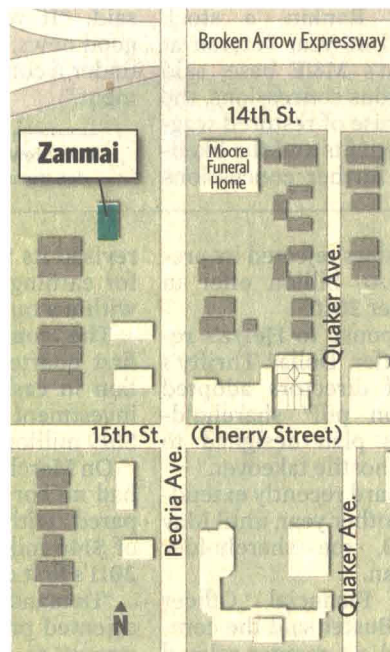 Broken Arrow Expressway
14th St.
Zanmai
Moore
Funeral
Home
Quaker Ave.
15th St. (Cherry Street)
Peoria Ave.
Quaker Ave.
N